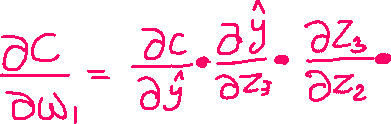 ∂C/∂ω₁ = ∂C/∂ŷ • ∂ŷ/∂z₃ • ∂z₃/∂z₂ •